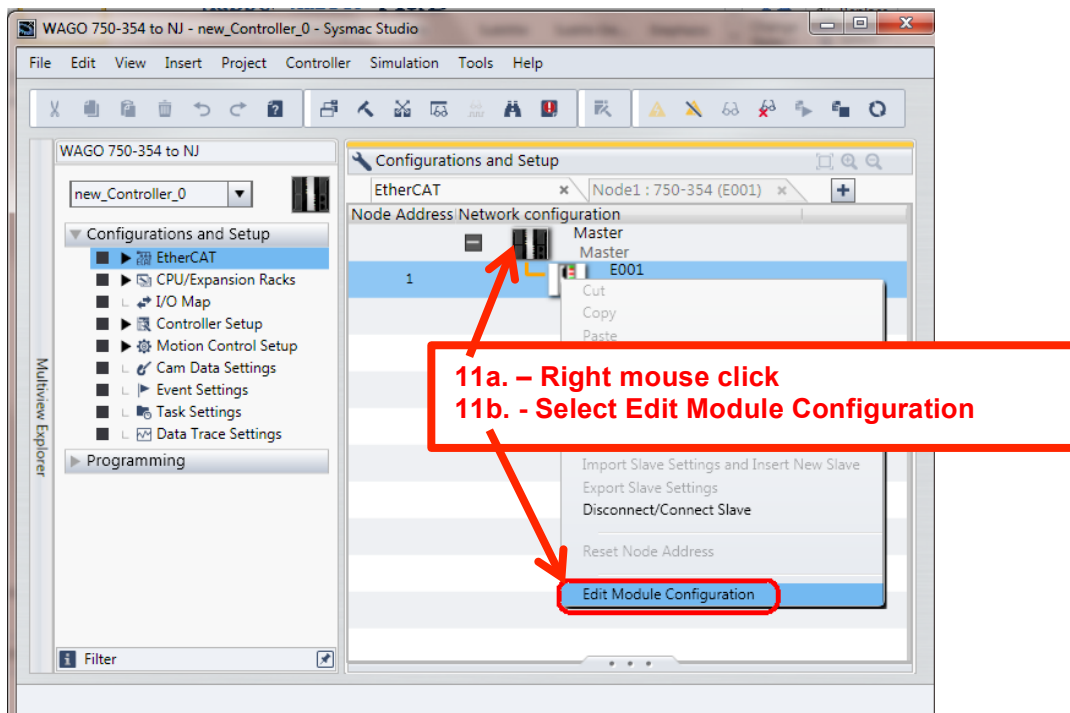 WAGO 750-354 to NJ - new_Controller_0 - Sysmac Studio
File Edit View Insert Project Controller Simulation Tools Help
WAGO 750-354 to NJ
new_Controller_0
Configurations and Setup
EtherCAT
CPU/Expansion Racks
I/O Map
Controller Setup
Motion Control Setup
Cam Data Settings
Event Settings
Task Settings
Data Trace Settings
Programming
Filter
Multiview Explorer
Configurations and Setup
EtherCAT Node1 : 750-354 (E001)
Node Address Network configuration
Master
Master
1 E001
Cut
Copy
Paste
11a. – Right mouse click
11b. - Select Edit Module Configuration
Import Slave Settings and Insert New Slave
Export Slave Settings
Disconnect/Connect Slave
Reset Node Address
Edit Module Configuration